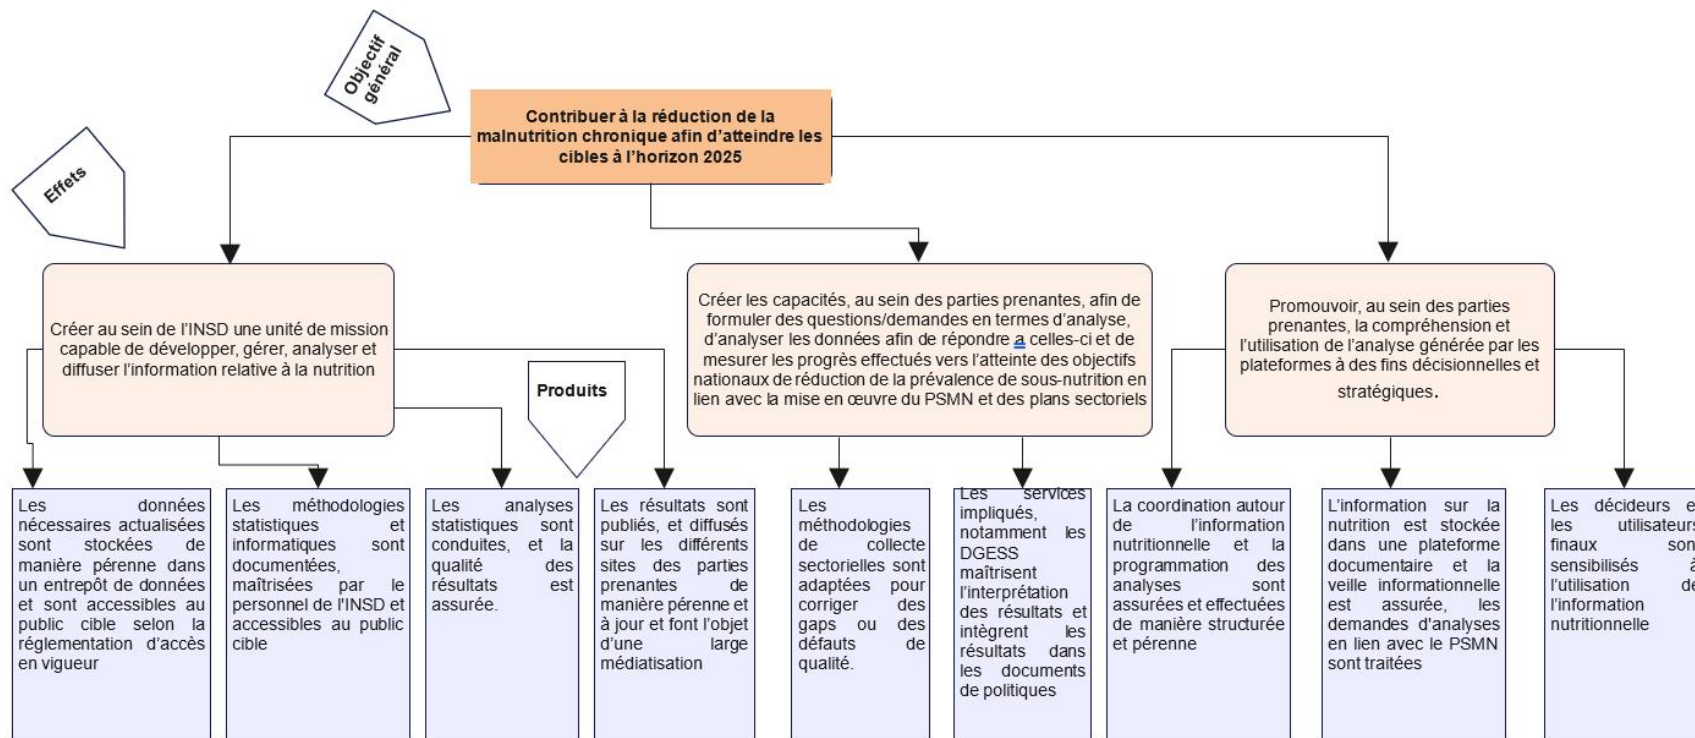 Objectif
général
Contribuer à la réduction de la
malnutrition chronique afin d'atteindre les
cibles à l'horizon 2025
Effets
Créer au sein de l'INSD une unité de mission
capable de développer, gérer, analyser et
diffuser l'information relative à la nutrition
Créer les capacités, au sein des parties prenantes, afin de
formuler des questions/demandes en termes d'analyse,
d'analyser les données afin de répondre a celles-ci et de
mesurer les progrès effectués vers l'atteinte des objectifs
nationaux de réduction de la prévalence de sous-nutrition en
lien avec la mise en œuvre du PSMN et des plans sectoriels
Promouvoir, au sein des parties
prenantes, la compréhension et
l'utilisation de l'analyse générée par les
plateformes à des fins décisionnelles et
stratégiques.
Produits
Les données
nécessaires actualisées
sont stockées de
manière pérenne dans
un entrepôt de données
et sont accessibles au
public cible selon la
réglementation d'accès
en vigueur
Les méthodologies
statistiques et
informatiques sont
documentées,
maîtrisées par le
personnel de l'INSD et
accessibles au public
cible
Les analyses
statistiques sont
conduites, et la
qualité des
résultats est
assurée.
Les résultats sont
publiés, et diffusés
sur les différents
sites des parties
prenantes de
manière pérenne et
à jour et font l'objet
d'une large
médiatisation
Les
méthodologies
de collecte
sectorielles sont
adaptées pour
corriger des
gaps ou des
défauts de
qualité.
Les services
impliqués,
notamment les
DGESS
maîtrisent
l'interprétation
des résultats et
intègrent les
résultats dans
les documents
de politiques
La coordination autour
de l'information
nutritionnelle et la
programmation des
analyses sont
assurées et effectuées
de manière structurée
et pérenne
L'information sur la
nutrition est stockée
dans une plateforme
documentaire et la
veille informationnelle
est assurée, les
demandes d'analyses
en lien avec le PSMN
sont traitées
Les décideurs e
les utilisateurs
finaux son
sensibilisés à
l'utilisation de
l'information
nutritionnelle